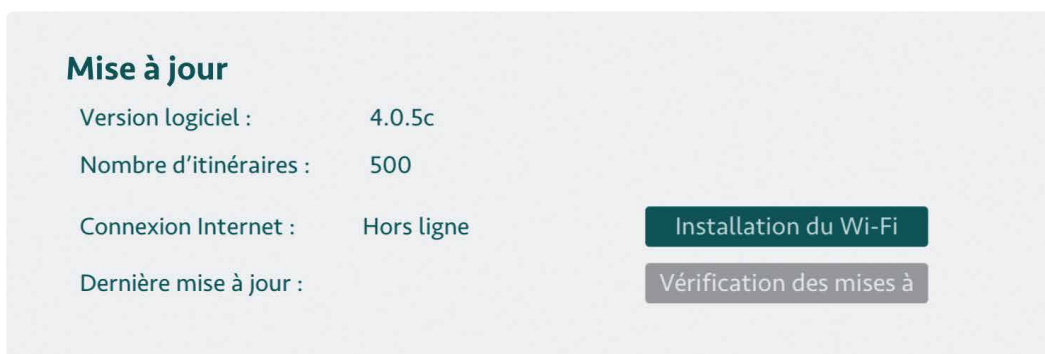 Mise à jour
Version logiciel : 4.0.5c
Nombre d'itinéraires : 500
Connexion Internet : Hors ligne Installation du Wi-Fi
Dernière mise à jour : Vérification des mises à